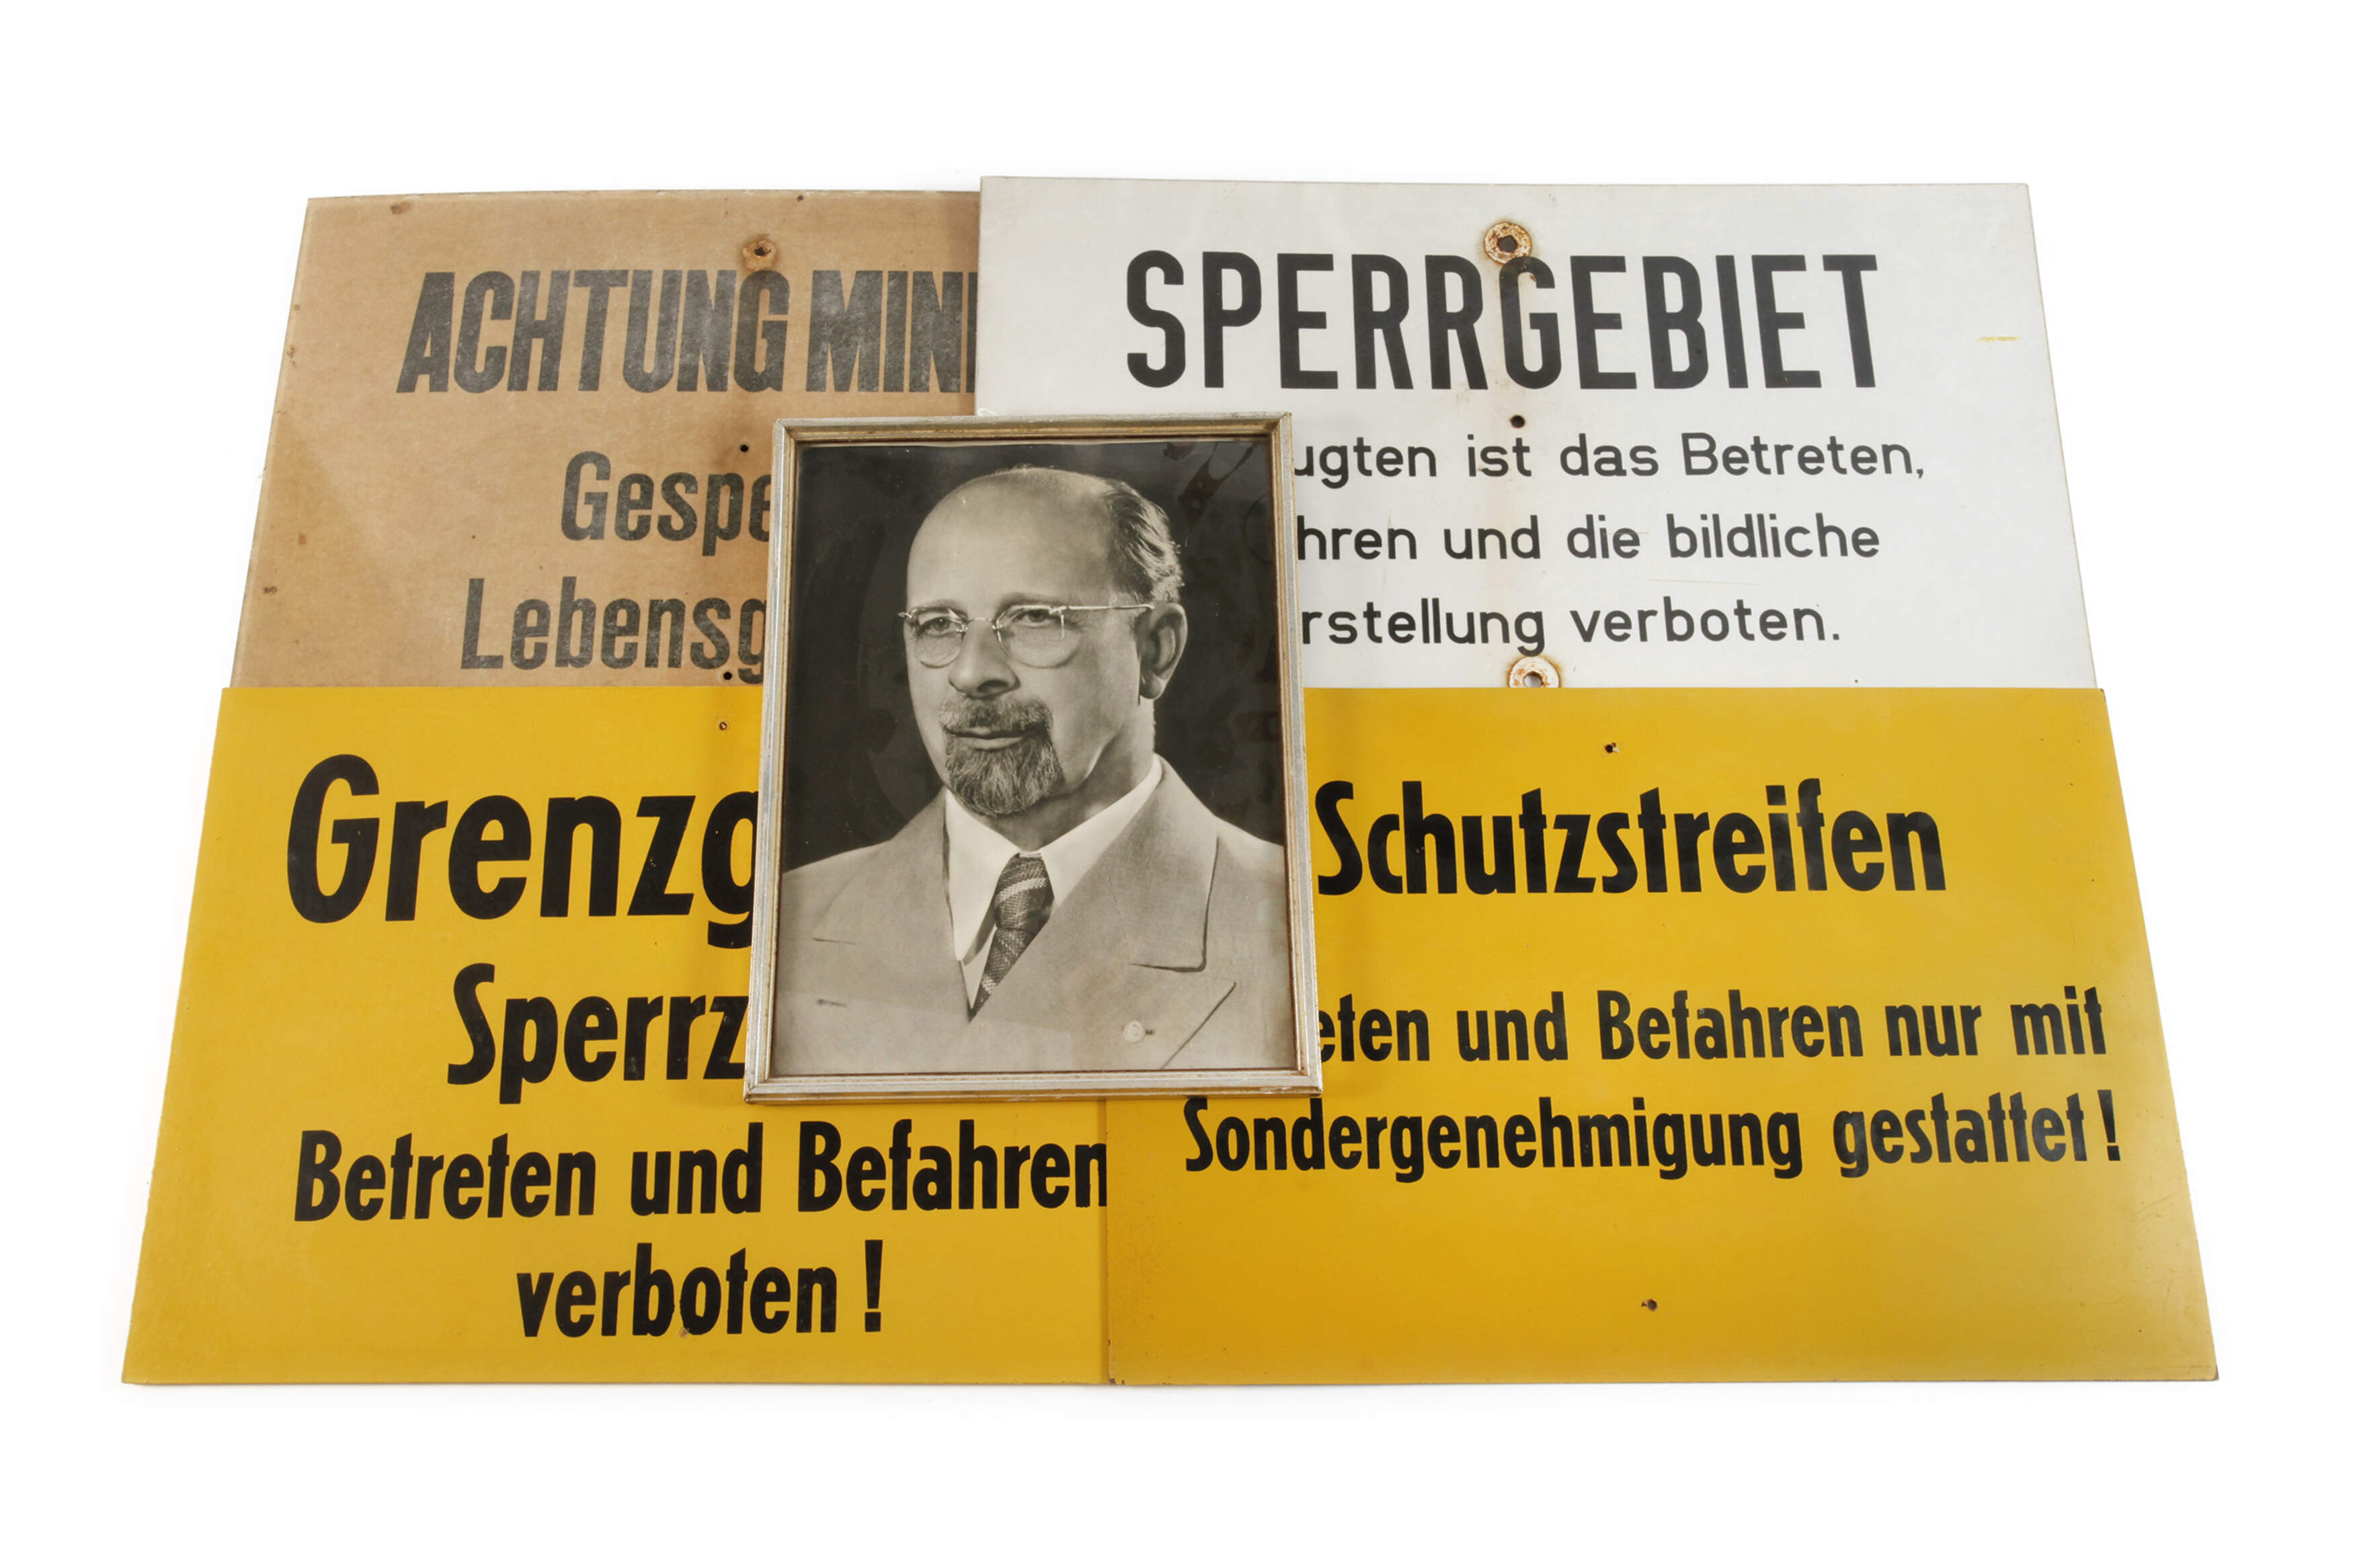 ACHTUNG MIN
Gespe
Lebensg
SPERRGEBIET
ugten ist das Betreten,
hren und die bildliche
rstellung verboten.
Grenzg
Sperrz
Betreten und Befahren
verboten!
Schutzstreifen
eten und Befahren nur mit
Sondergenehmigung gestattet!